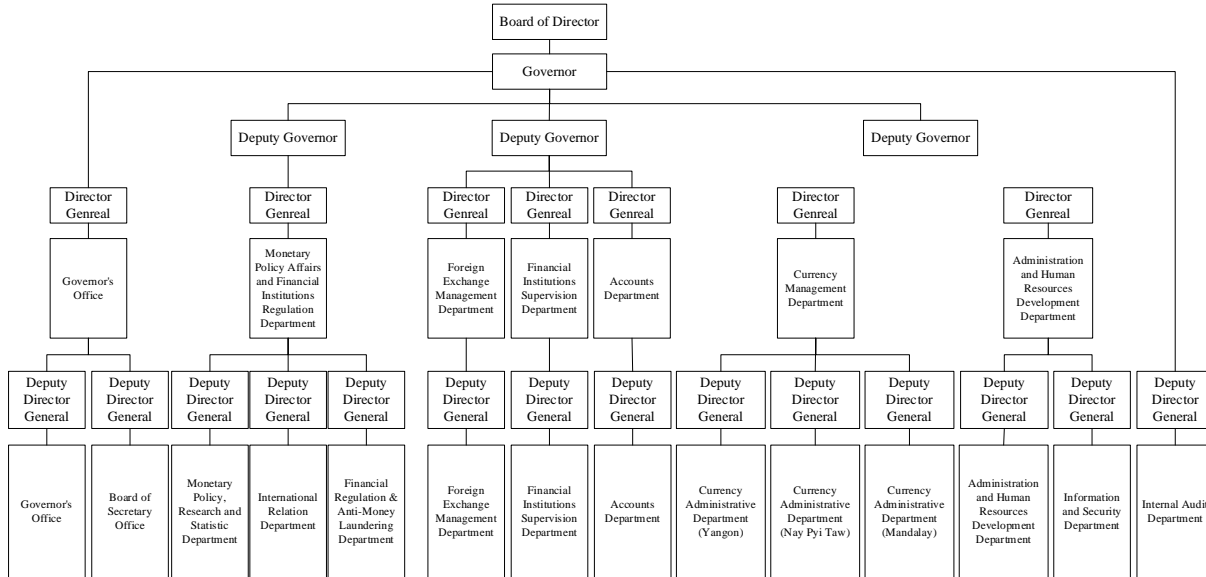 Board of Director
Governor
Deputy Governor
Deputy Governor
Deputy Governor
Director
Genreal
Director
Genreal
Director
Genreal
Director
Genreal
Director
Genreal
Director
Genreal
Director
Genreal
Governor's
Office
Monetary
Policy Affairs
and Financial
Institutions
Regulation
Department
Foreign
Exchange
Management
Department
Financial
Institutions
Supervision
Department
Accounts
Department
Currency
Management
Department
Administration
and Human
Resources
Development
Department
Deputy
Director
General
Deputy
Director
General
Deputy
Director
General
Deputy
Director
General
Deputy
Director
General
Deputy
Director
General
Deputy
Director
General
Deputy
Director
General
Deputy
Director
General
Deputy
Director
General
Deputy
Director
General
Deputy
Director
General
Deputy
Director
General
Deputy
Director
General
Governor's
Office
Board of
Secretary
Office
Monetary
Policy,
Research and
Statistic
Department
International
Relation
Department
Financial
Regulation &
Anti-Money
Laundering
Department
Foreign
Exchange
Management
Department
Financial
Institutions
Supervision
Department
Accounts
Department
Currency
Administrative
Department
(Yangon)
Currency
Administrative
Department
(Nay Pyi Taw)
Currency
Administrative
Department
(Mandalay)
Administration
and Human
Resources
Development
Department
Information
and Security
Department
Internal Audit
Department